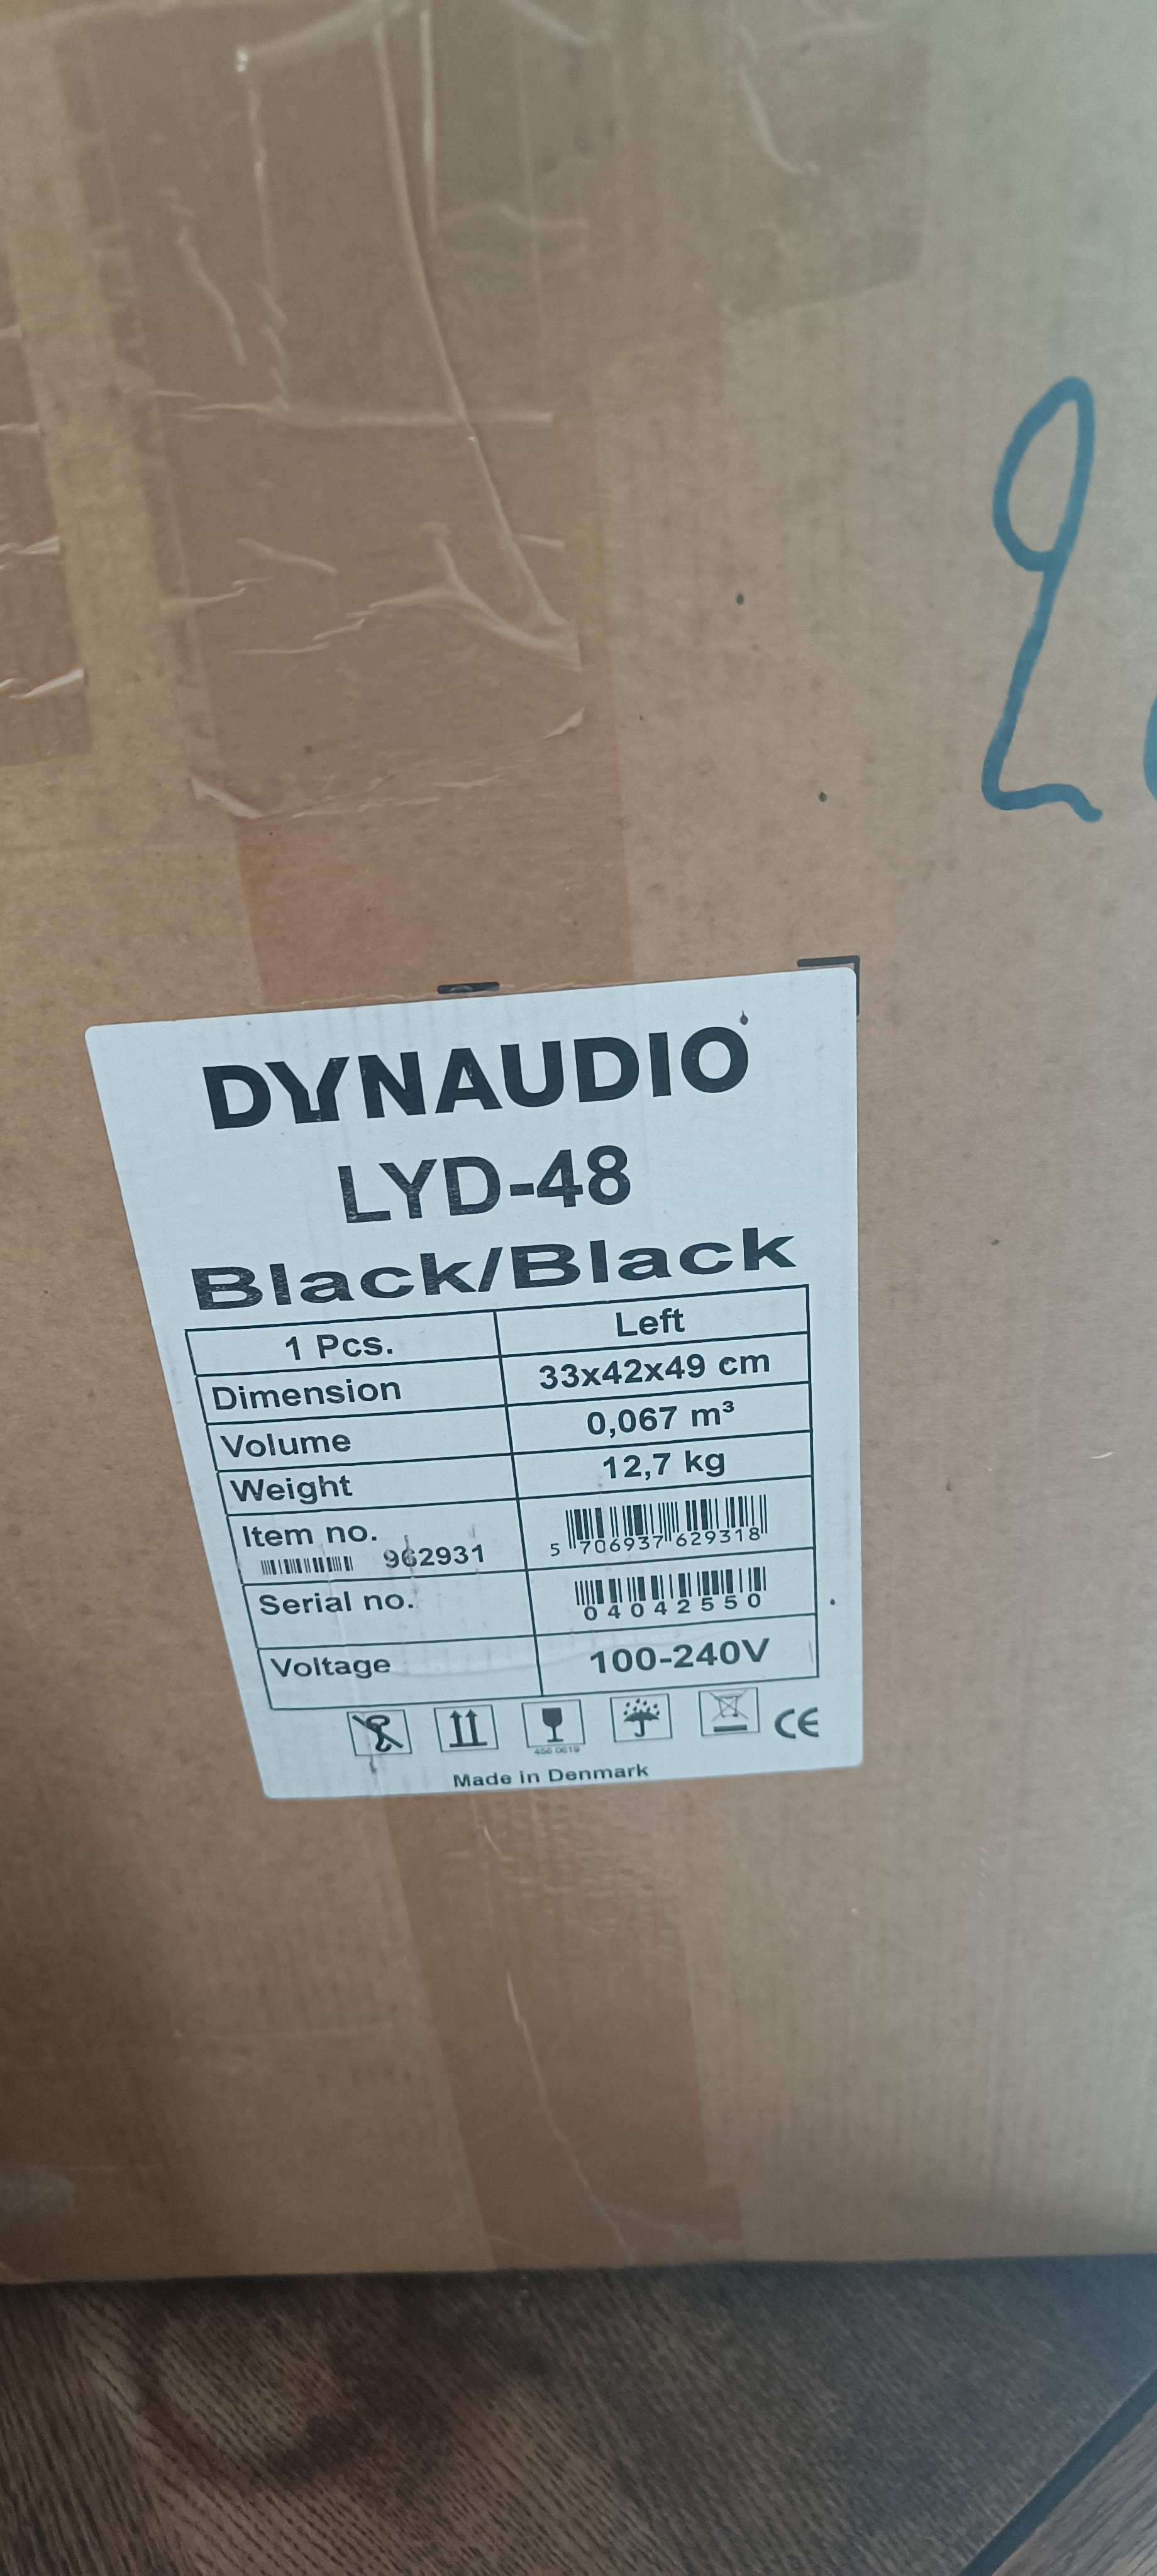 DYNAUDIO
LYD-48
Black/Black
1 Pcs. Left
Dimension 33x42x49 cm
Volume 0,067 m³
Weight 12,7 kg
Item no.
962931 5 706937 629318
Serial no. 04042550
Voltage 100-240V
CE
Made in Denmark